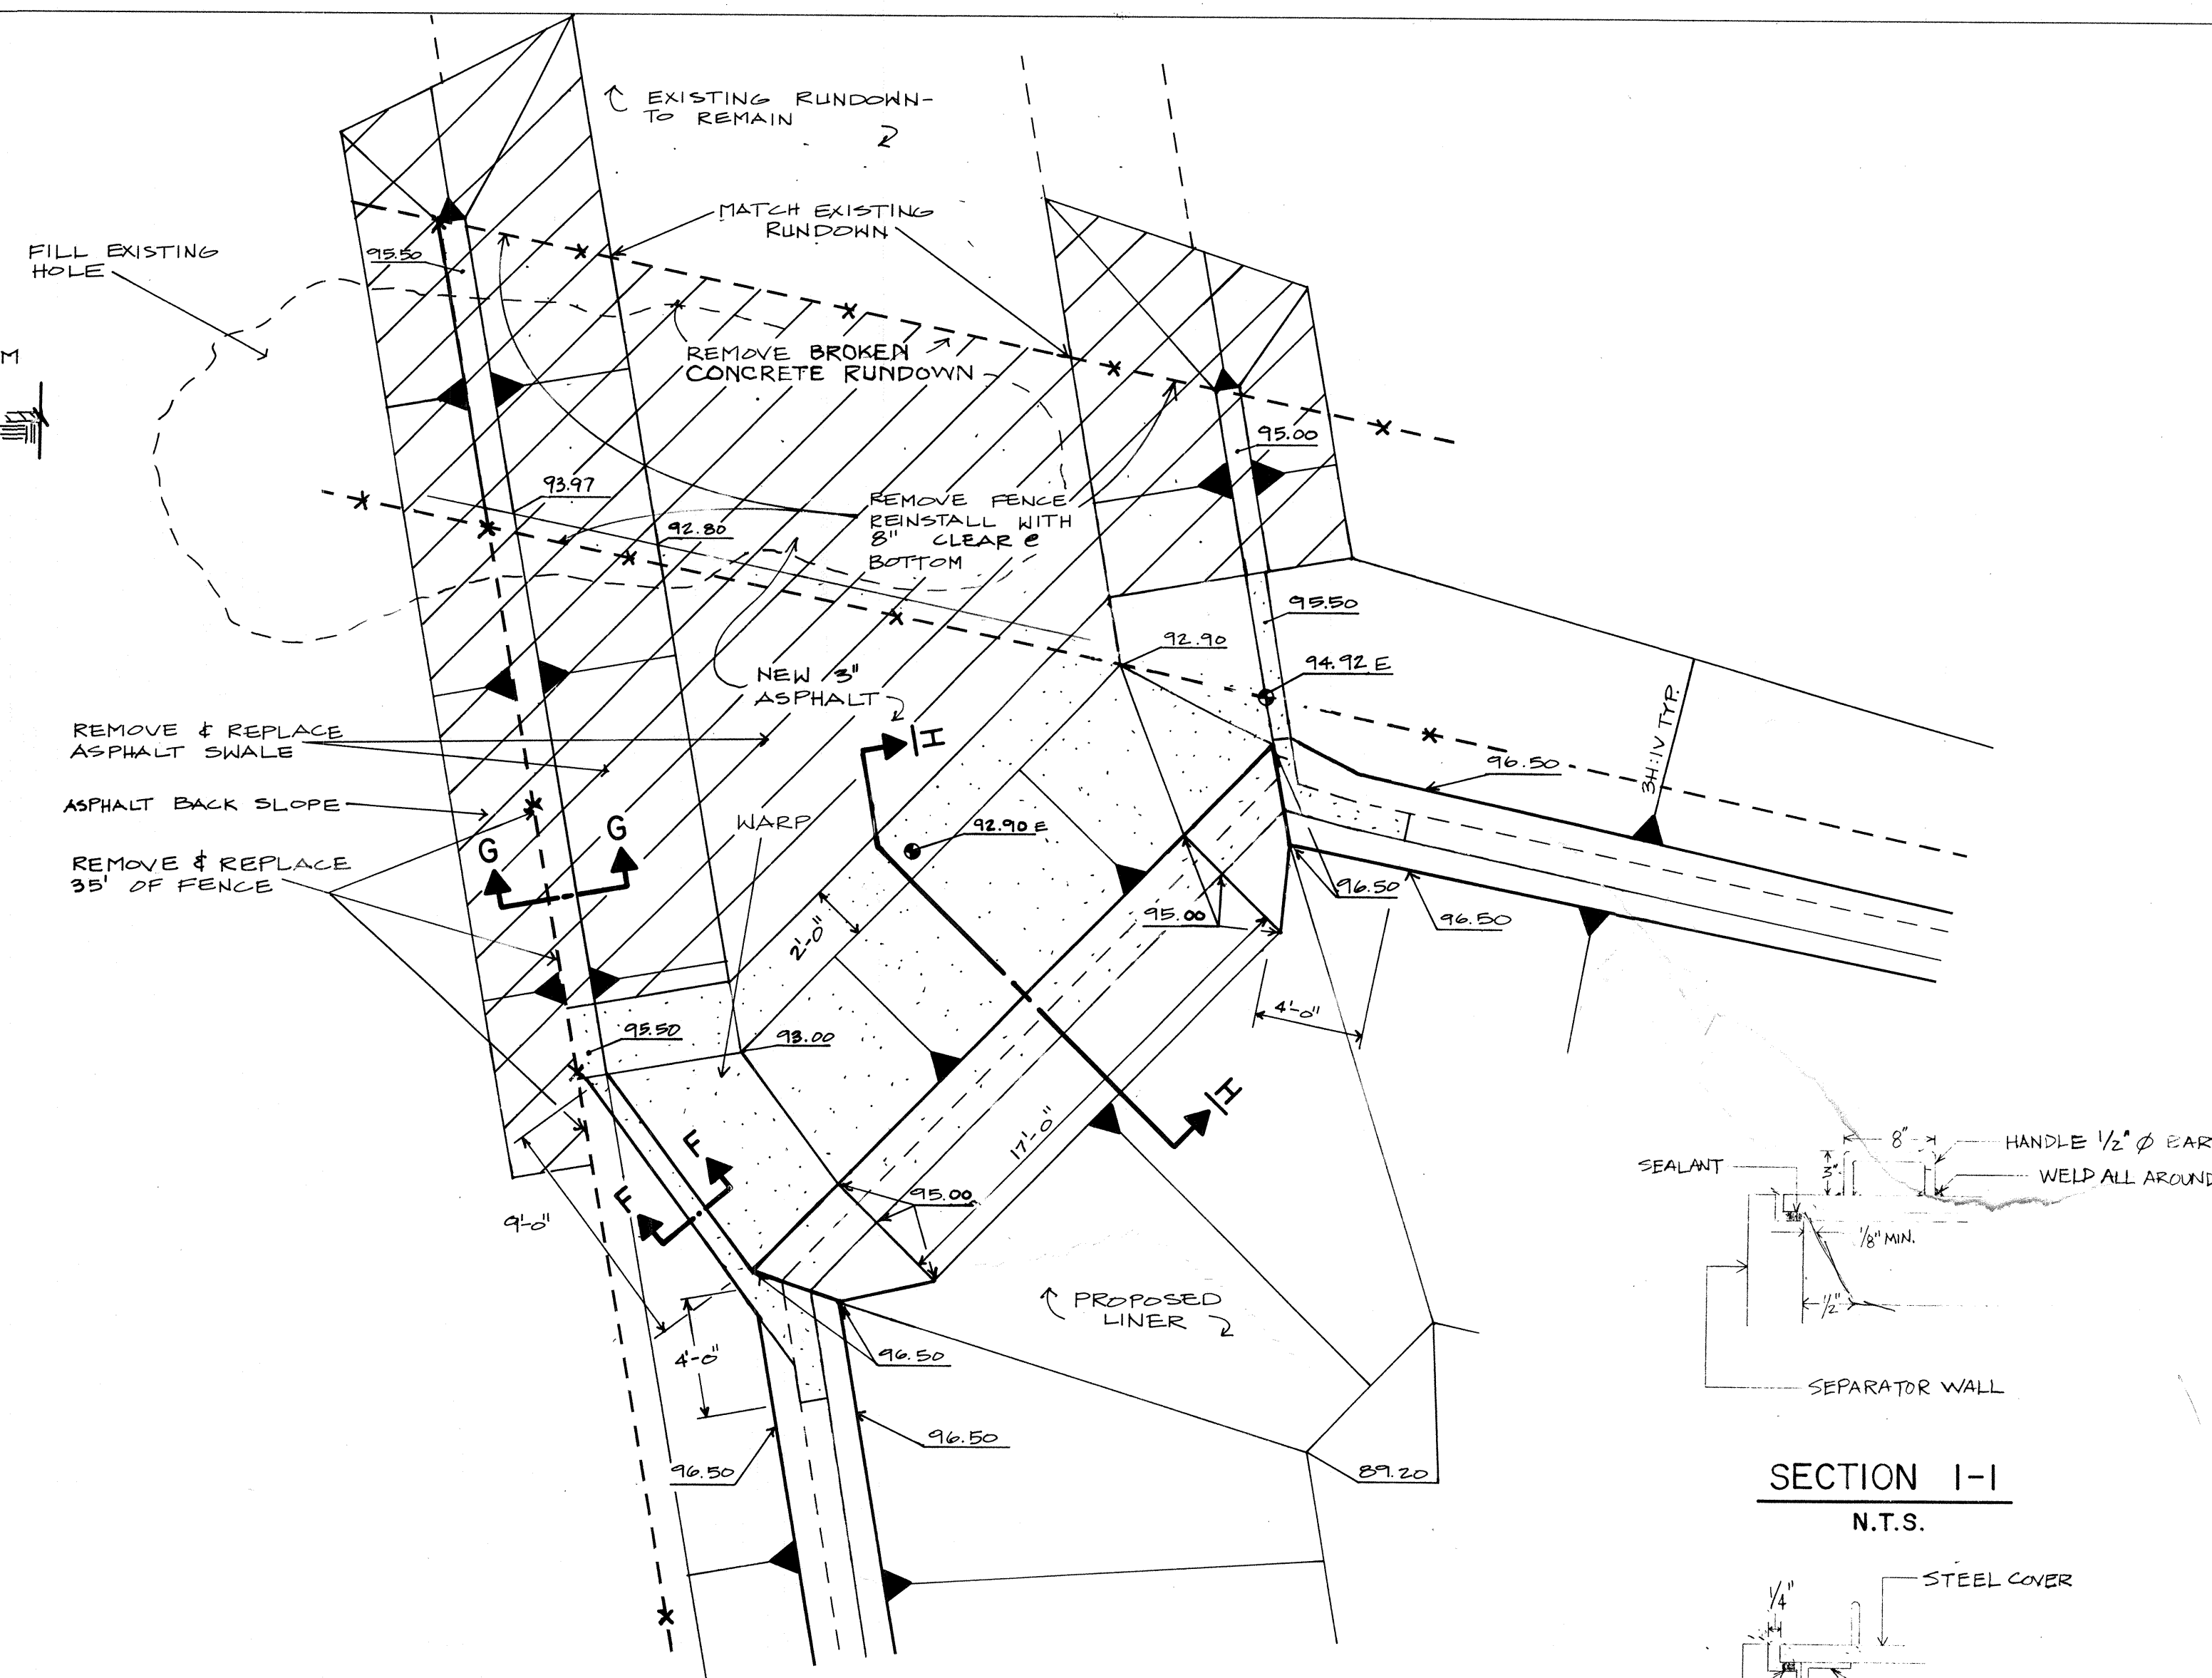 EXISTING RUNDOWN-
TO REMAIN
MATCH EXISTING
RUNDOWN
FILL EXISTING
HOLE
95.50
M
REMOVE BROKEN
CONCRETE RUNDOWN
95.00
93.97
92.80
REMOVE FENCE
REINSTALL WITH
8" CLEAR @
BOTTOM
95.50
92.90
94.92 E
NEW 3"
ASPHALT
3H:1V TYP.
REMOVE & REPLACE
ASPHALT SWALE
H
96.50
ASPHALT BACK SLOPE
WARP
92.90 E
G
G
REMOVE & REPLACE
35' OF FENCE
96.50
95.00
96.50
2'-0"
4'-0"
95.50
93.00
H
17'-0"
F
F
95.00
9'-0"
PROPOSED
LINER
4'-0"
96.50
96.50
96.50
89.20
8"
HANDLE 1/2" Ø
SEALANT
3"
WELD ALL AROUND
1/8" MIN.
1/2"
SEPARATOR WALL
SECTION I-I
N.T.S.
STEEL COVER
1/4"